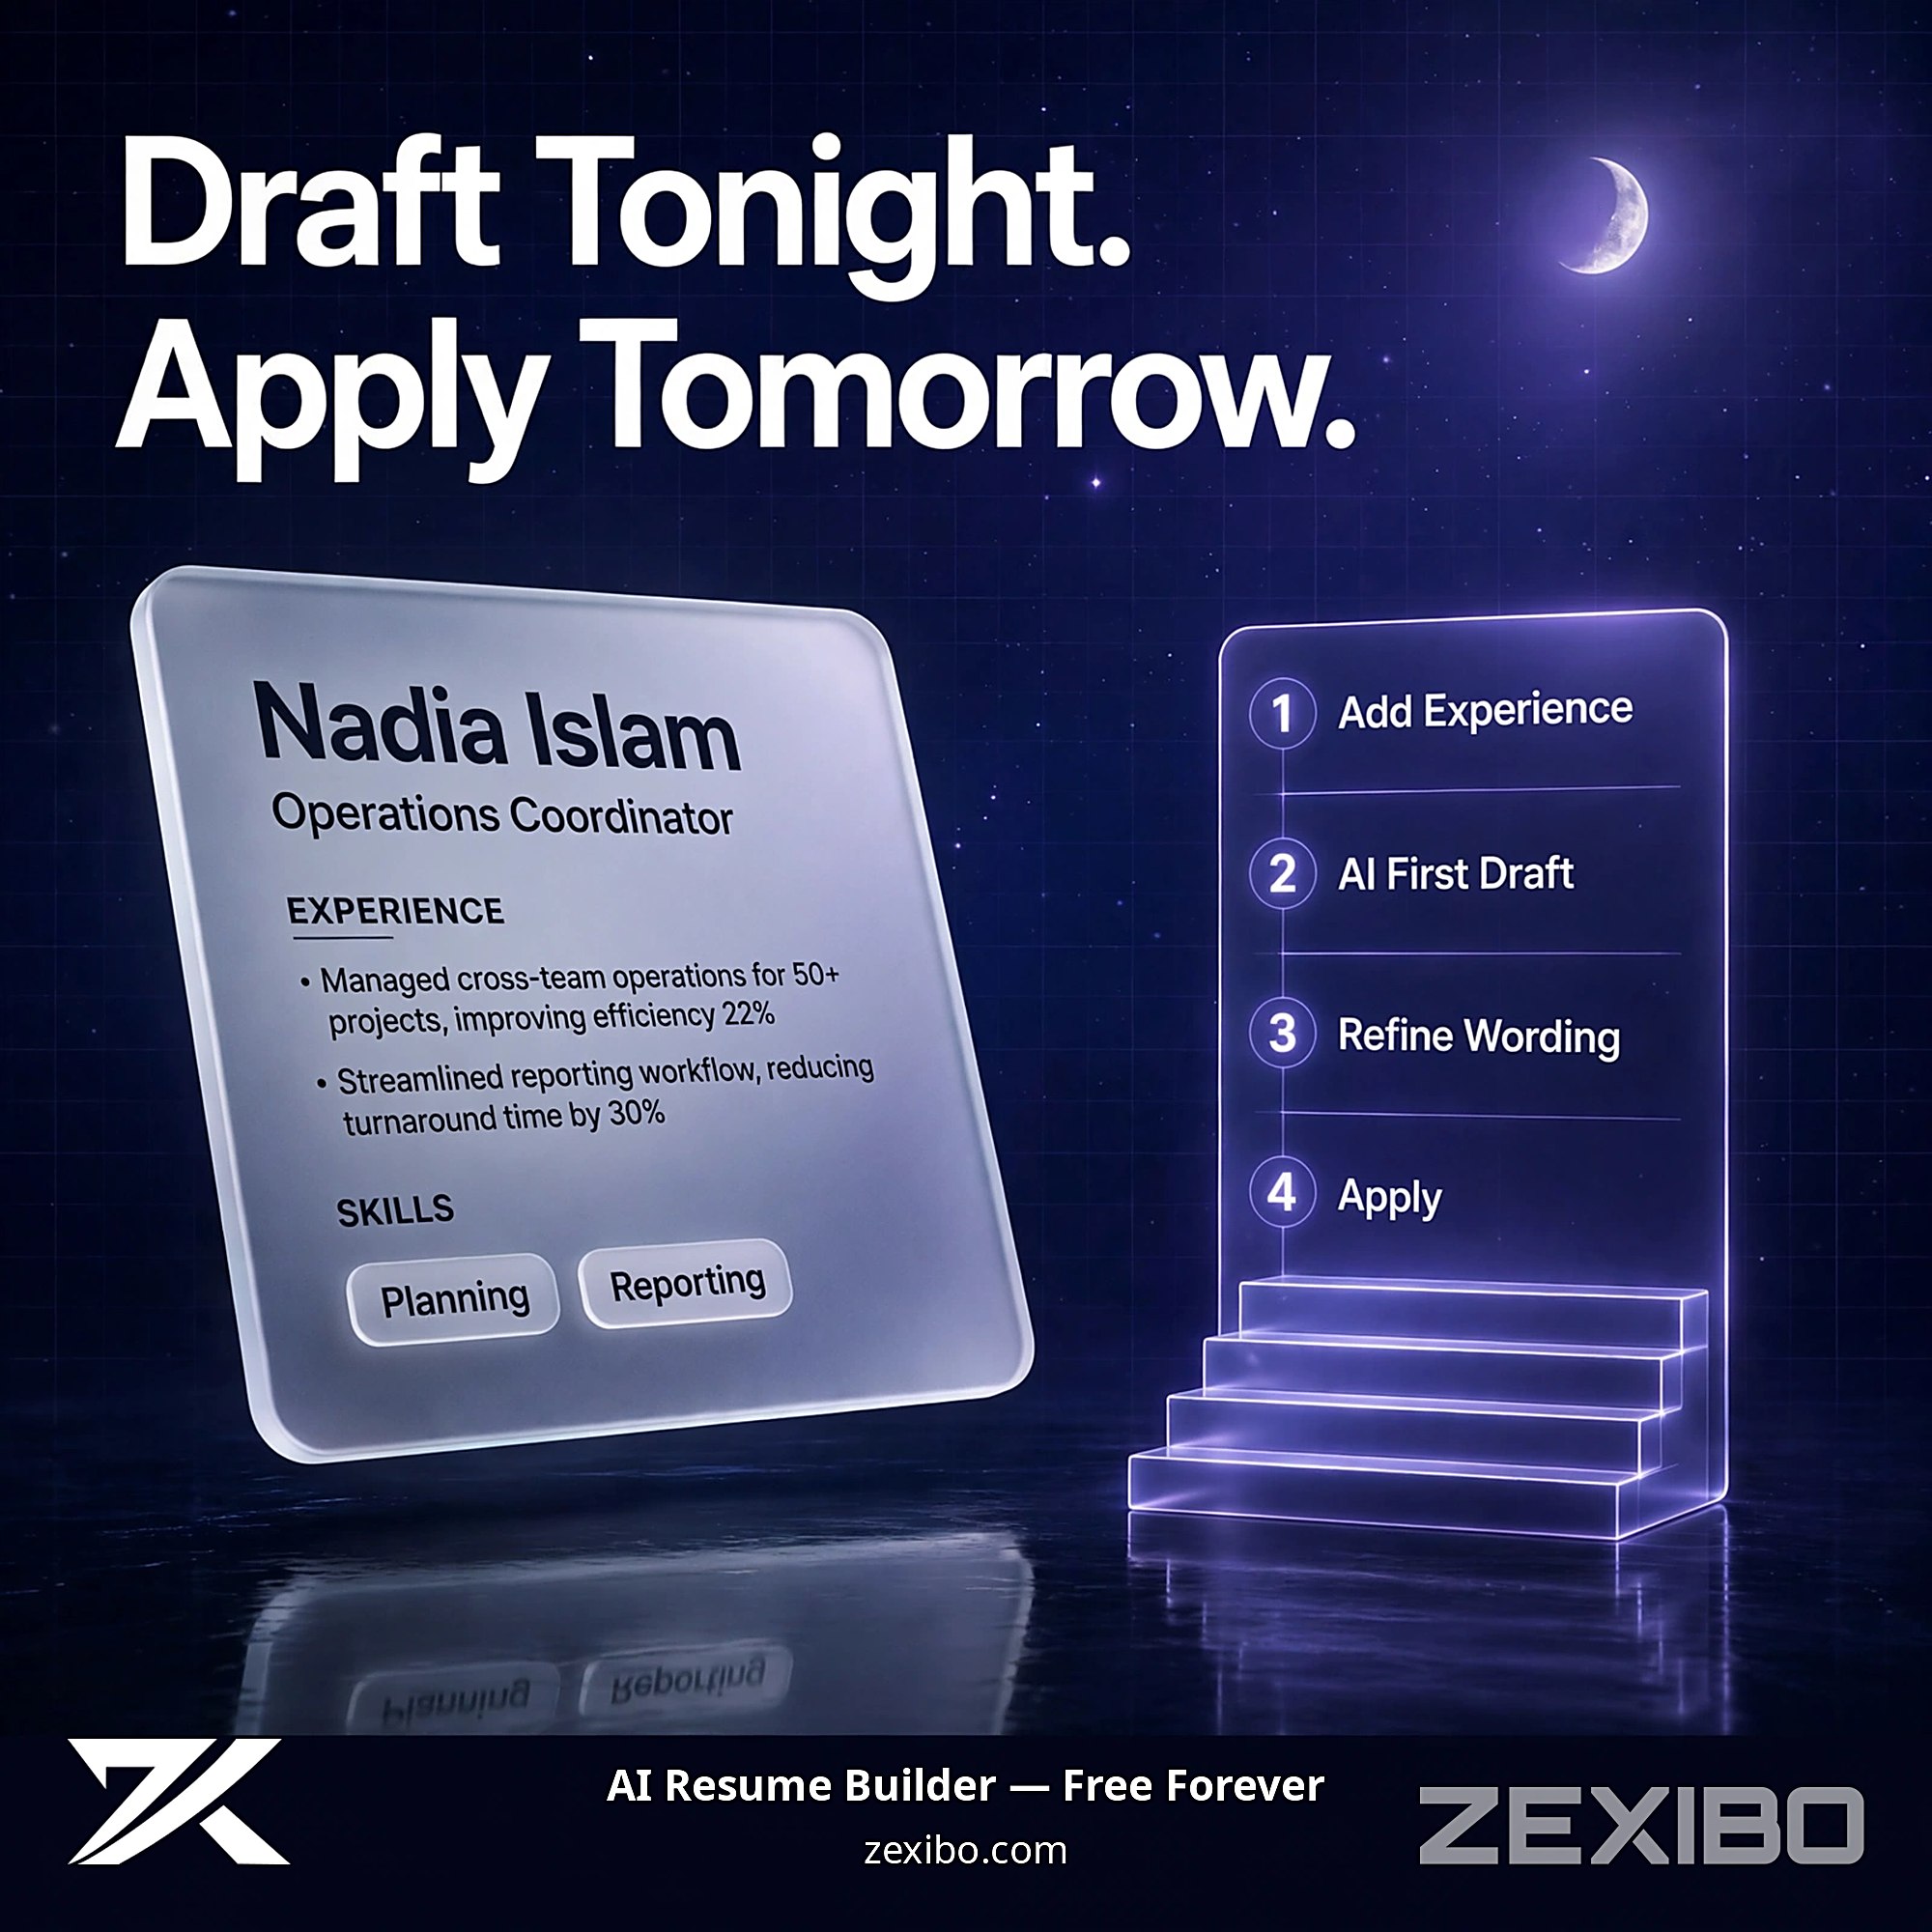 Draft Tonight.
Apply Tomorrow.
Nadia Islam
Operations Coordinator
EXPERIENCE
• Managed cross-team operations for 50+
projects, improving efficiency 22%
• Streamlined reporting workflow, reducing
turnaround time by 30%
SKILLS
Planning
Reporting
1 Add Experience
2 AI First Draft
3 Refine Wording
4 Apply
Planning
Reporting
AI Resume Builder — Free Forever
zexibo.com
ZEXIBO